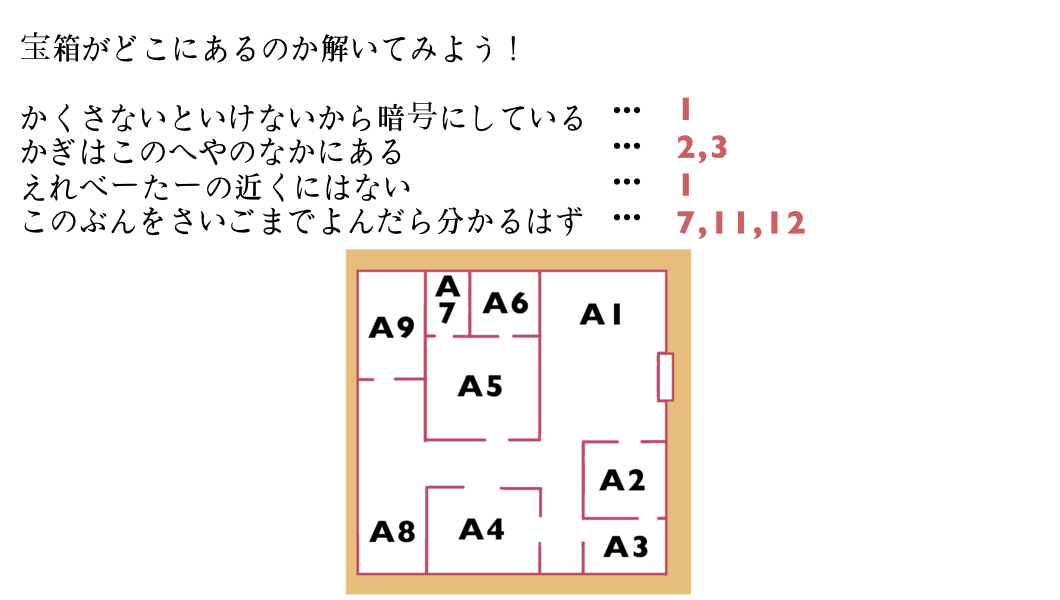 宝箱がどこにあるのか解いてみよう！
かくさないといけないから暗号にしている … 1
かぎはこのへやのなかにある … 2,3
えれべーたーの近くにはない … 1
このぶんをさいごまでよんだら分かるはず … 7,11,12
A7
A6
A1
A9
A5
A2
A8
A4
A3